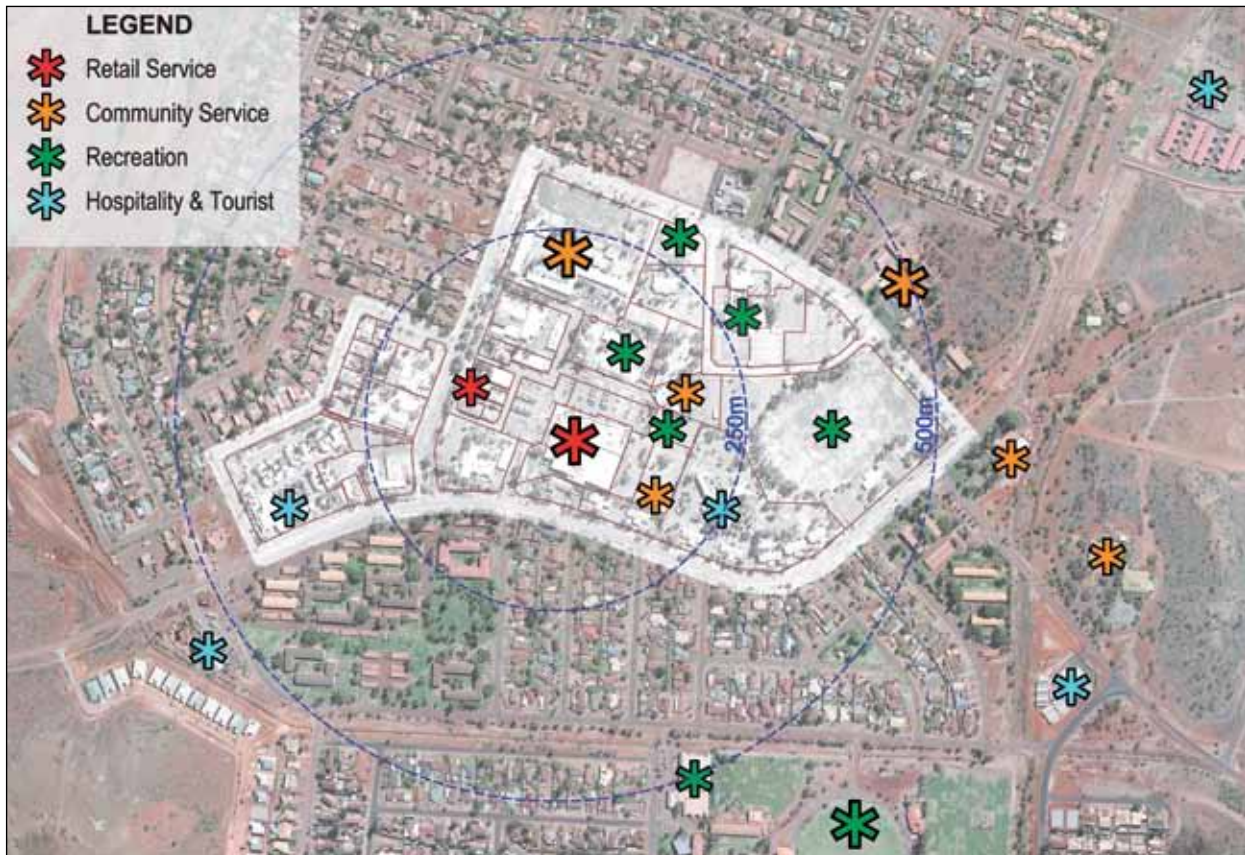 LEGEND
Retail Service
Community Service
Recreation
Hospitality & Tourist
250m
500m